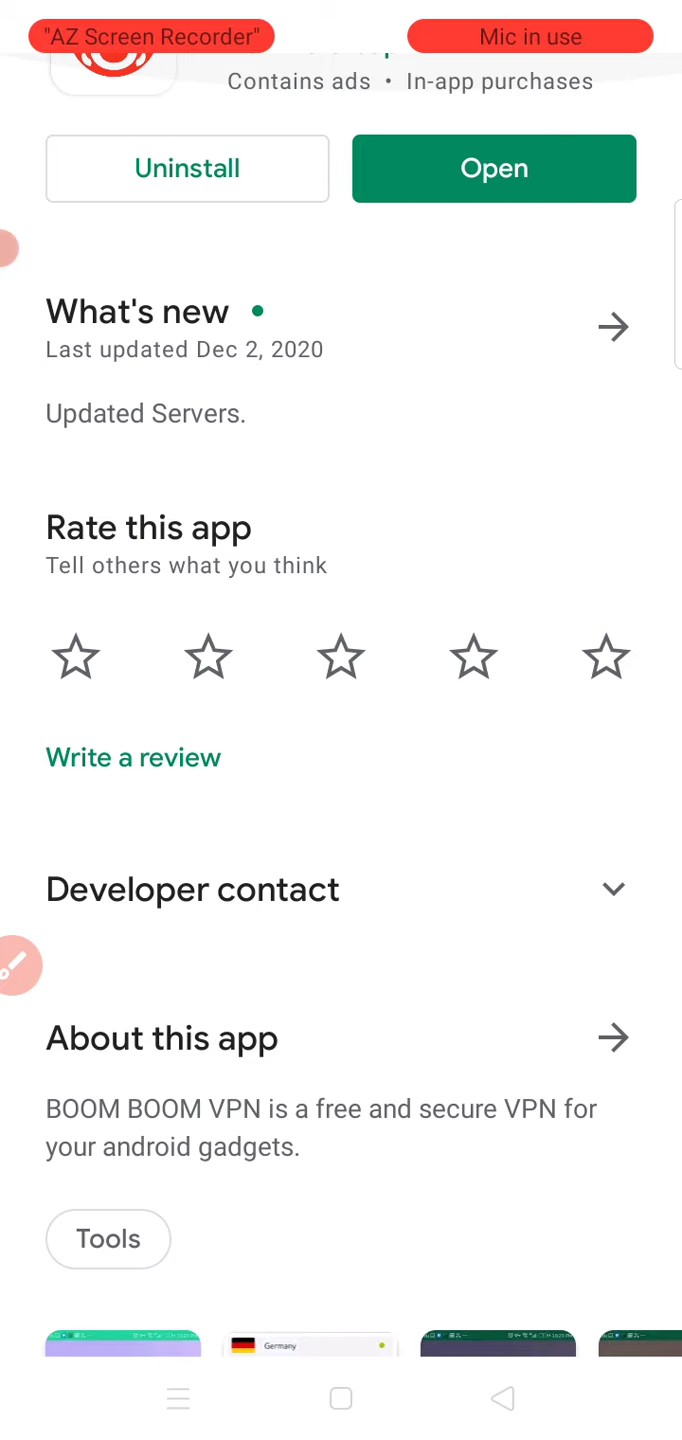 "AZ Screen Recorder"
Mic in use
Contains ads • In-app purchases
Uninstall
Open
What's new
Last updated Dec 2, 2020
Updated Servers.
Rate this app
Tell others what you think
Write a review
Developer contact
About this app
BOOM BOOM VPN is a free and secure VPN for
your android gadgets.
Tools
Germany